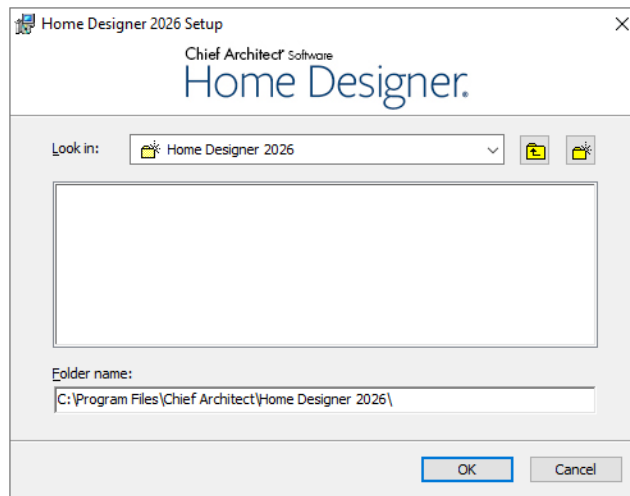 Home Designer 2026 Setup
Chief Architect® Software
Home Designer®
Look in:
Home Designer 2026
Folder name:
C:\Program Files\Chief Architect\Home Designer 2026\
OK
Cancel